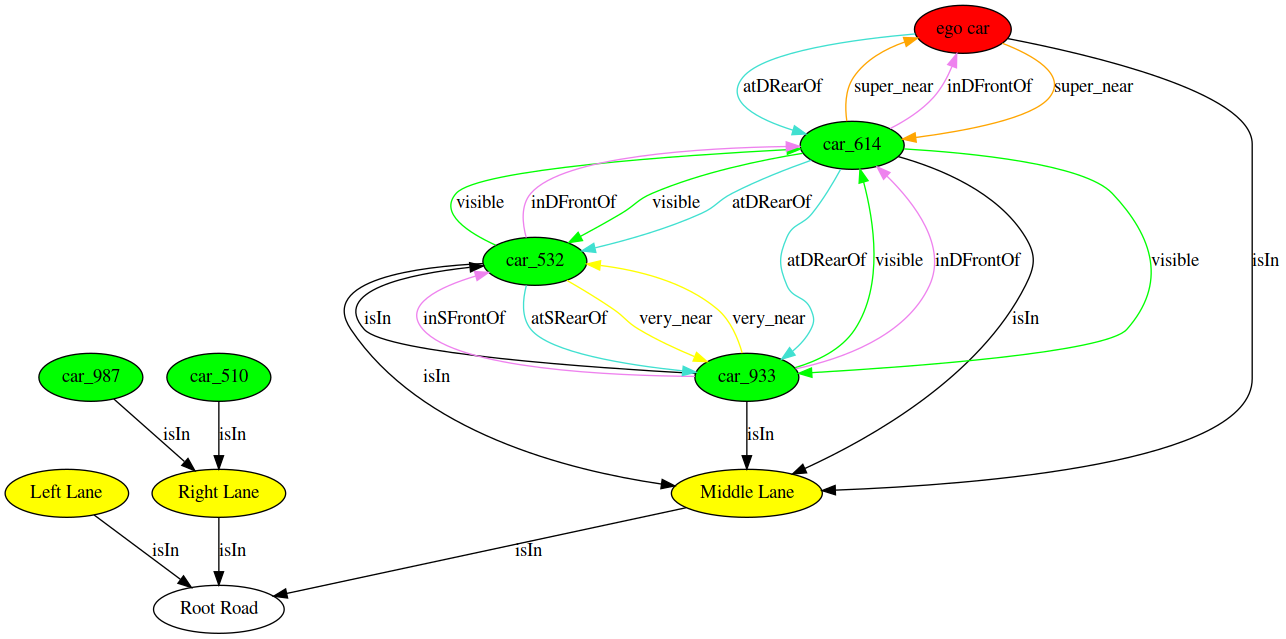 ego car
atDRearOf
super_near
inDFrontOf
super_near
car_614
visible
inDFrontOf
visible
atDRearOf
car_532
atDRearOf
visible
inDFrontOf
visible
isIn
isIn
inSFrontOf
atSRearOf
very_near
very_near
isIn
car_987
car_510
isIn
car_933
isIn
isIn
isIn
Left Lane
Right Lane
Middle Lane
isIn
isIn
isIn
Root Road